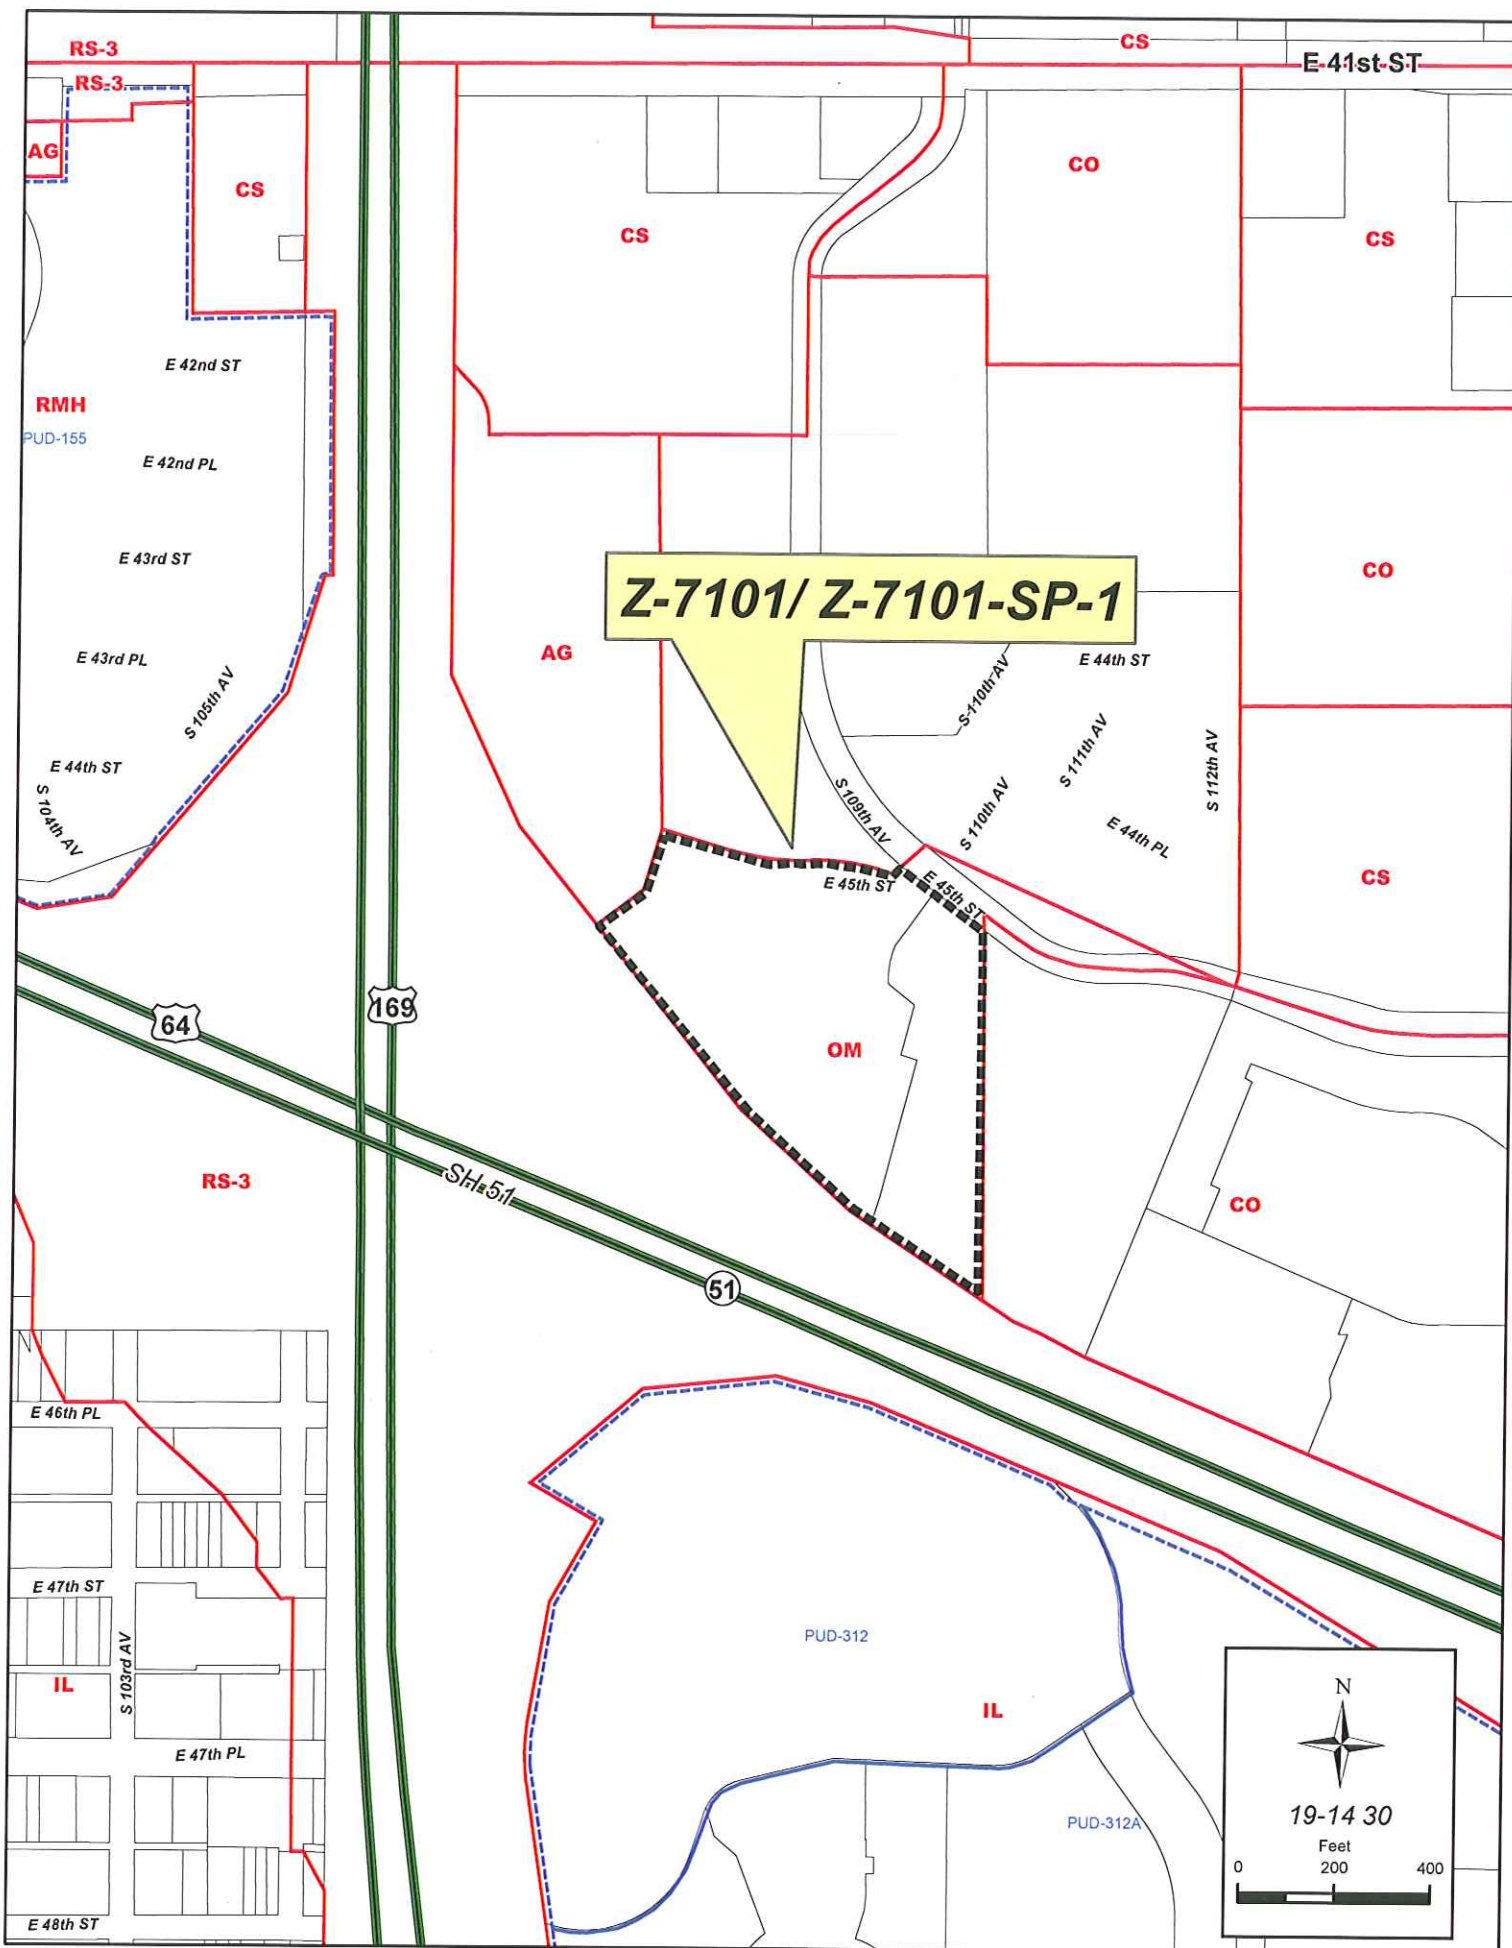 RS-3
CS
E 41st ST
RS-3
AG
CS
CS
CO
CS
E 42nd ST
RMH
PUD-155
E 42nd PL
E 43rd ST
CO
Z-7101/ Z-7101-SP-1
AG
E 43rd PL
S 105th AV
S 110th AV
E 44th ST
E 44th ST
S 104th AV
S 109th AV
S 110th AV
S 111th AV
S 112th AV
E 44th PL
E 45th ST
E 45th ST
CS
64
169
OM
RS-3
SH-51
CO
51
E 46th PL
E 47th ST
S 103rd AV
PUD-312
IL
IL
E 47th PL
PUD-312A
E 48th ST
N
19-14 30
Feet
0 200 400